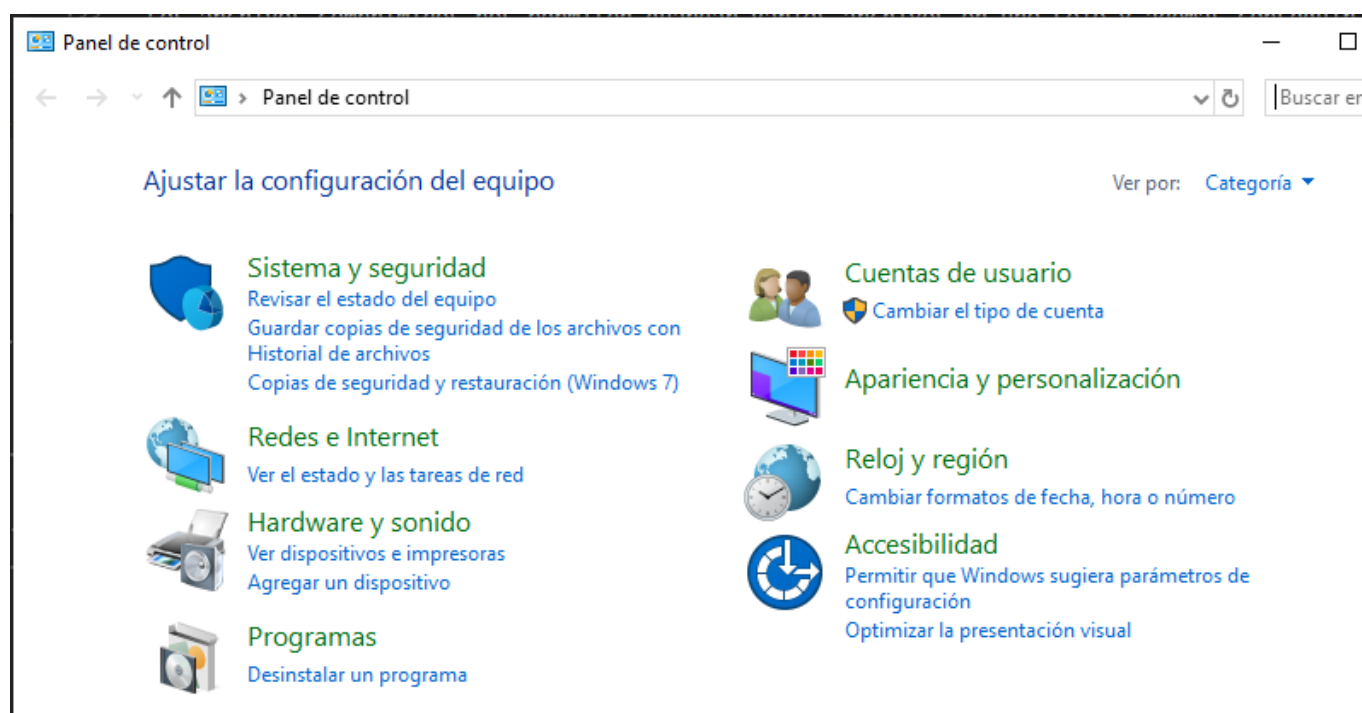 Panel de control
Panel de control
Buscar en
Ajustar la configuración del equipo
Ver por: Categoría
Sistema y seguridad
Revisar el estado del equipo
Guardar copias de seguridad de los archivos con
Historial de archivos
Copias de seguridad y restauración (Windows 7)
Redes e Internet
Ver el estado y las tareas de red
Hardware y sonido
Ver dispositivos e impresoras
Agregar un dispositivo
Programas
Desinstalar un programa
Cuentas de usuario
Cambiar el tipo de cuenta
Apariencia y personalización
Reloj y región
Cambiar formatos de fecha, hora o número
Accesibilidad
Permitir que Windows sugiera parámetros de
configuración
Optimizar la presentación visual